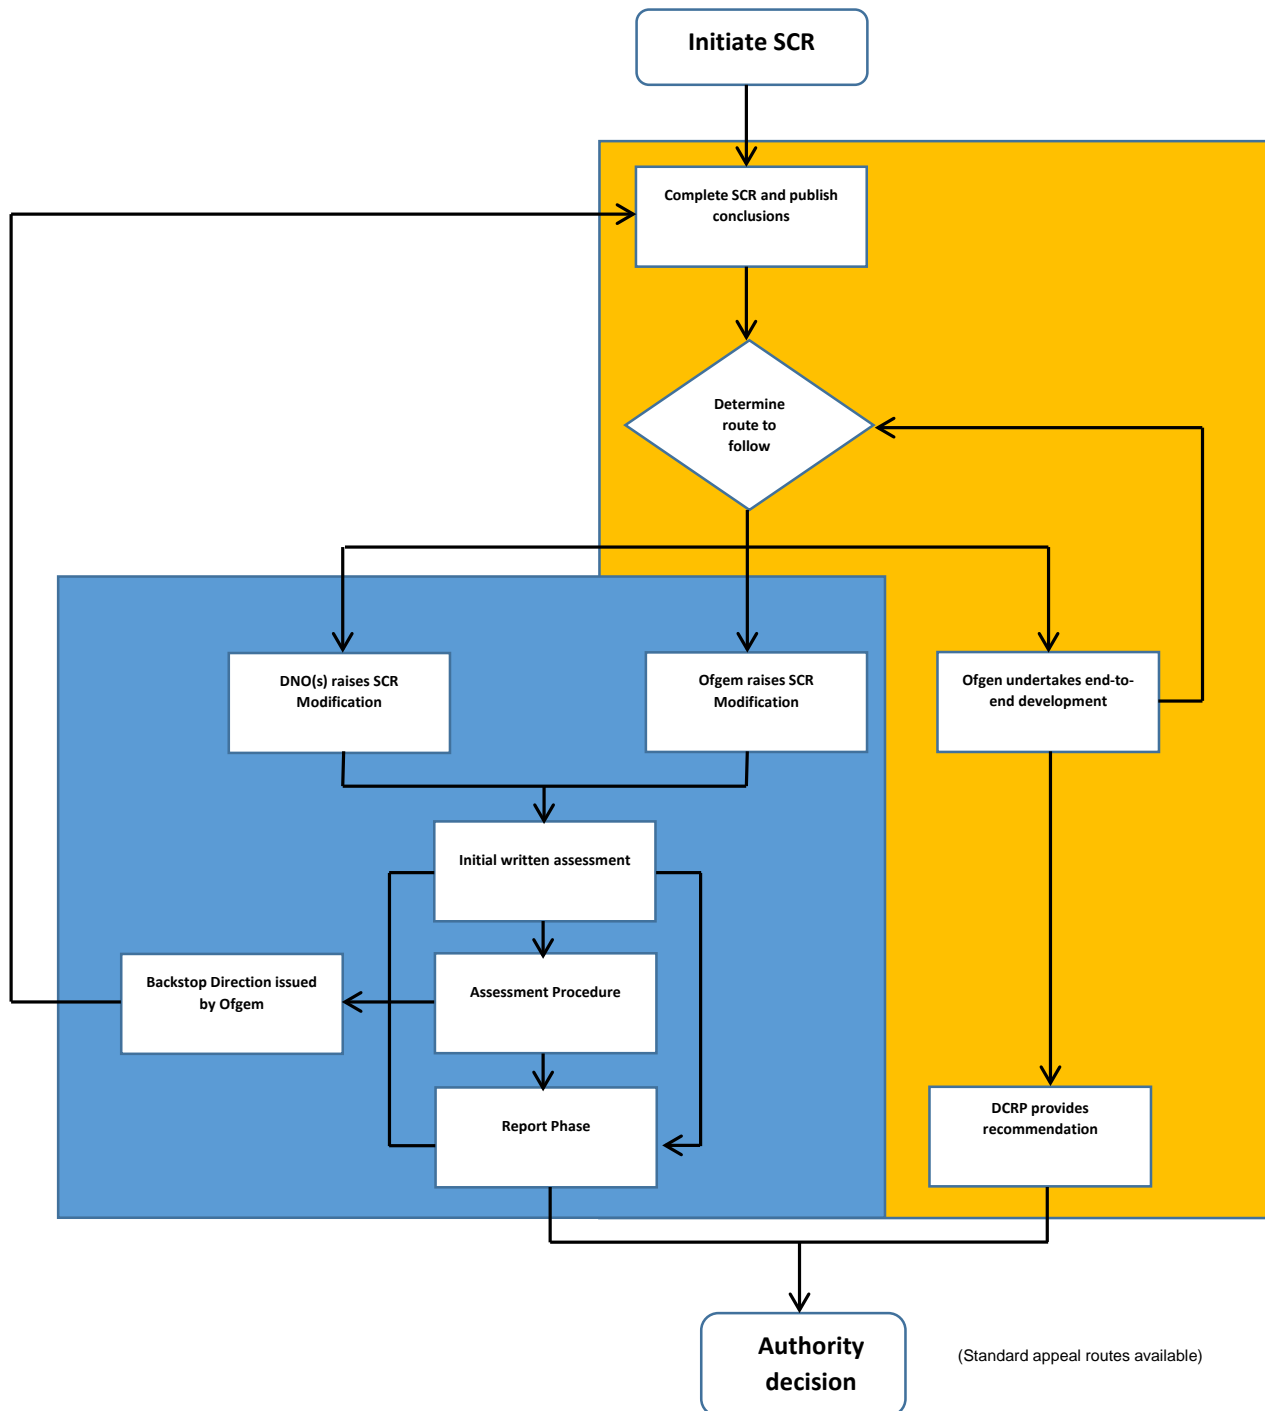 Initiate SCR
Complete SCR and publish
conclusions
Determine
route to
follow
DNO(s) raises SCR
Modification
Ofgem raises SCR
Modification
Ofgen undertakes end-to-
end development
Initial written assessment
Backstop Direction issued
by Ofgem
Assessment Procedure
Report Phase
DCRP provides
recommendation
Authority
decision
(Standard appeal routes available)